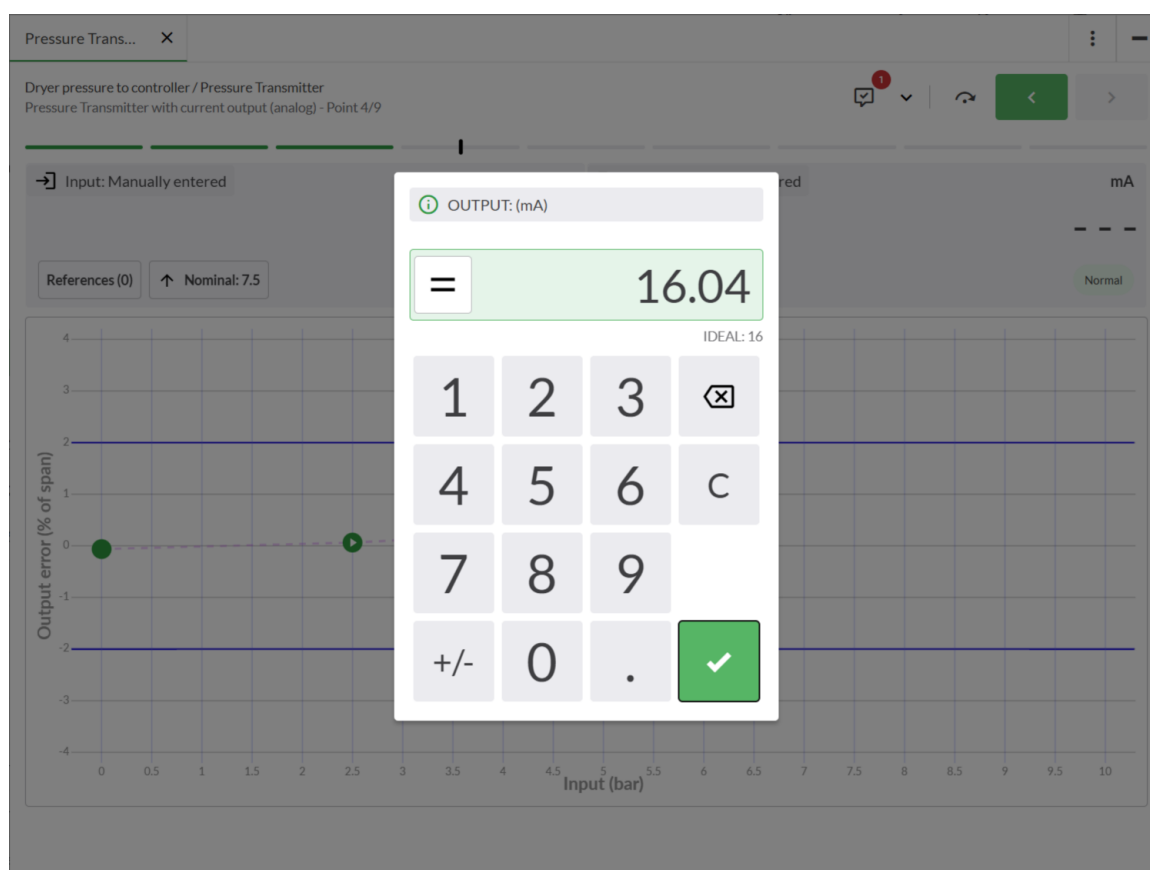 Pressure Trans...
Dryer pressure to controller / Pressure Transmitter
Pressure Transmitter with current output (analog) - Point 4/9
1
Input: Manually entered
red
mA
- - -
References (0)
Nominal: 7.5
Normal
OUTPUT: (mA)
=
16.04
IDEAL: 16
1 2 3
4 5 6 C
7 8 9
+/- 0 .
Output error (% of span)
4
3
2
1
0
-1
-2
-3
-4
0 0.5 1 1.5 2 2.5 3 3.5 4 4.5 5 5.5 6 6.5 7 7.5 8 8.5 9 9.5 10
Input (bar)